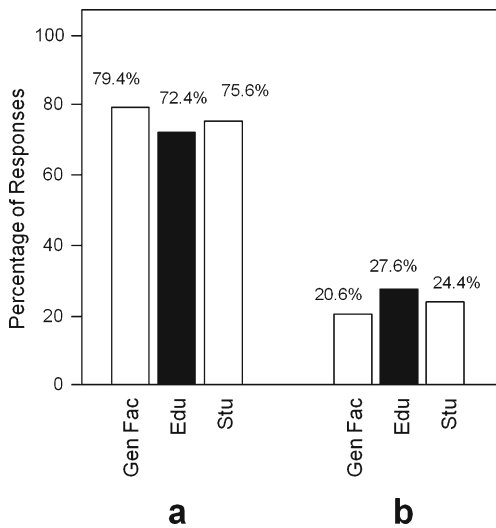 Percentage of Responses
100
80
60
40
20
0
79.4%
72.4%
75.6%
20.6%
27.6%
24.4%
Gen Fac
Edu
Stu
Gen Fac
Edu
Stu
a
b